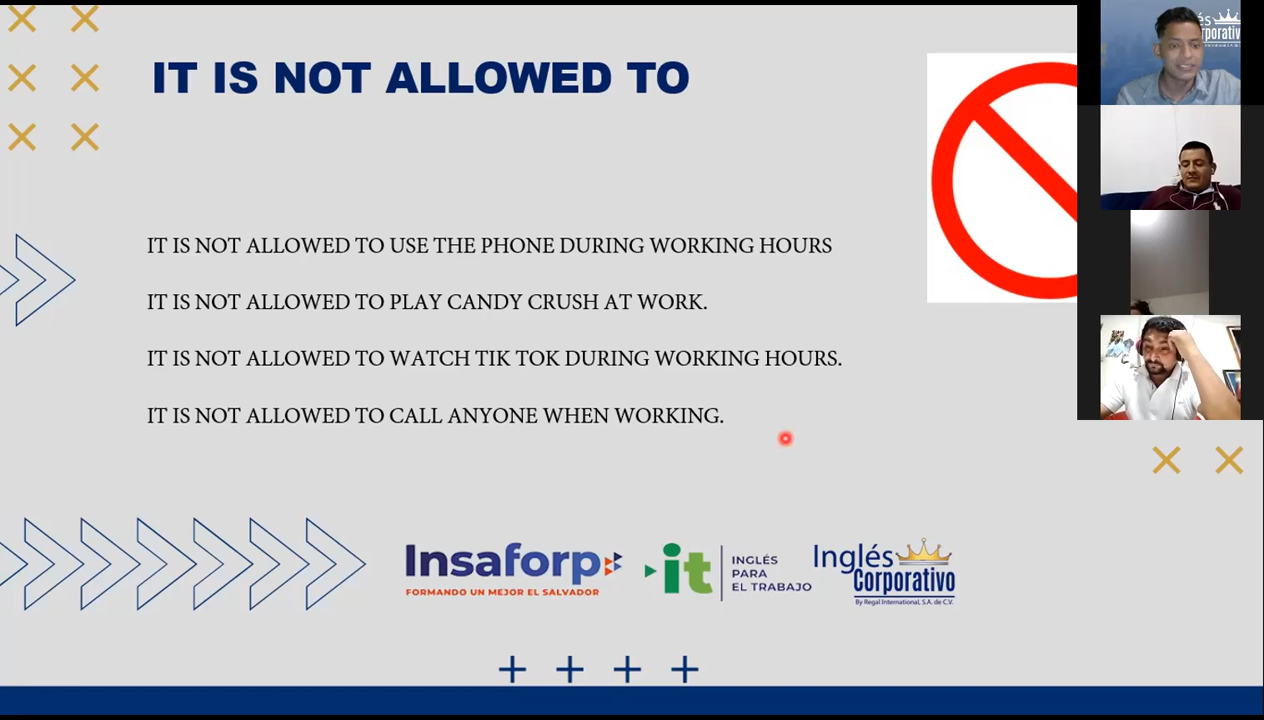 IT IS NOT ALLOWED TO
IT IS NOT ALLOWED TO USE THE PHONE DURING WORKING HOURS
IT IS NOT ALLOWED TO PLAY CANDY CRUSH AT WORK.
IT IS NOT ALLOWED TO WATCH TIK TOK DURING WORKING HOURS.
IT IS NOT ALLOWED TO CALL ANYONE WHEN WORKING.
Insaforp
FORMANDO UN MEJOR EL SALVADOR
it
INGLÉS
PARA
EL TRABAJO
Inglés
Corporativo
By Regal International, S.A. de C.V.